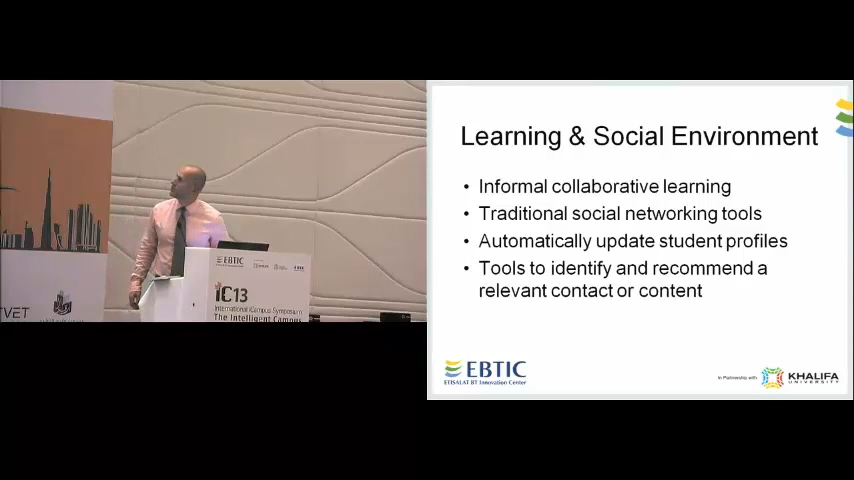 TVET
EBTIC
iC13
International iCampus Symposium
The Intelligent Campus
Learning & Social Environment
• Informal collaborative learning
• Traditional social networking tools
• Automatically update student profiles
• Tools to identify and recommend a
relevant contact or content
EBTIC
ETISALAT BT Innovation Center
In Partnership with
KHALIFA
UNIVERSITY